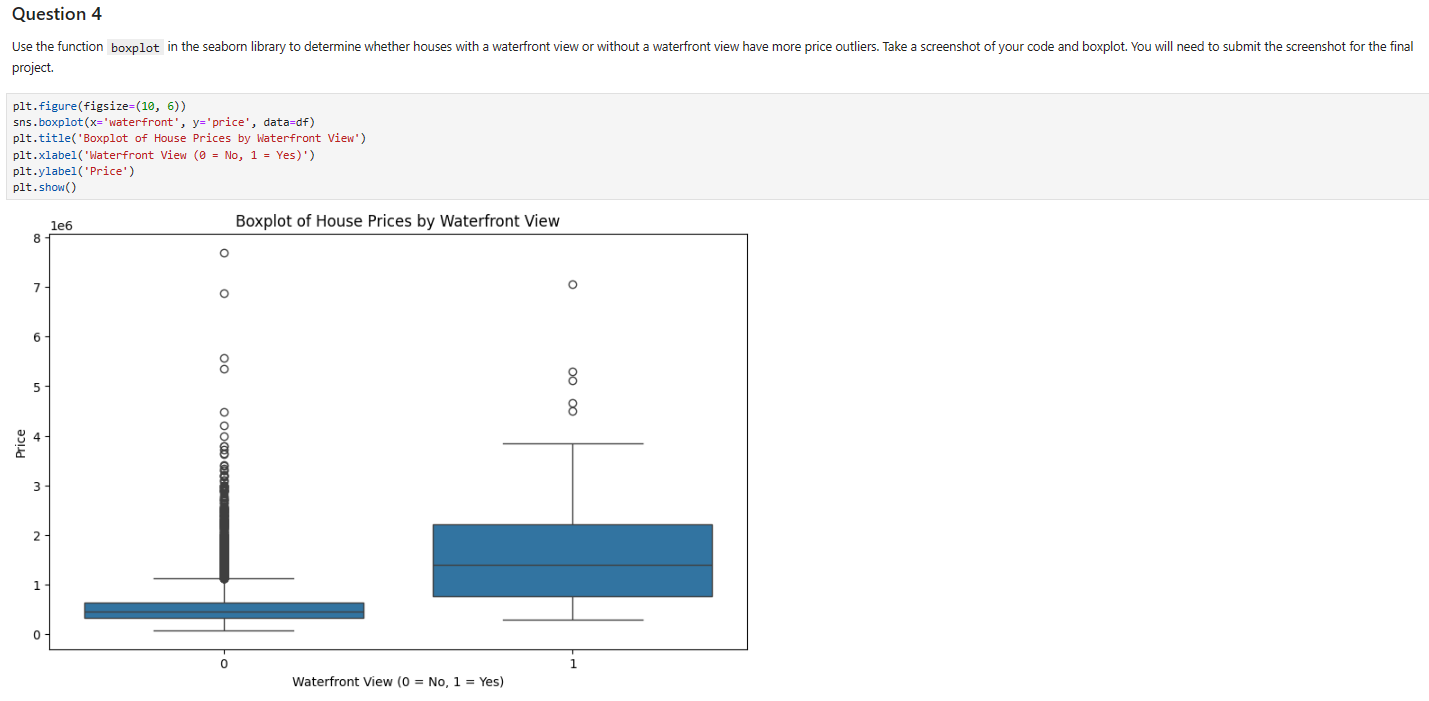 Question 4
Use the function boxplot in the seaborn library to determine whether houses with a waterfront view or without a waterfront view have more price outliers. Take a screenshot of your code and boxplot. You will need to submit the screenshot for the final
project.
plt.figure(figsize=(10, 6))
sns.boxplot(x='waterfront', y='price', data=df)
plt.title('Boxplot of House Prices by Waterfront View')
plt.xlabel('Waterfront View (0 = No, 1 = Yes)')
plt.ylabel('Price')
plt.show()
Boxplot of House Prices by Waterfront View
1e6
8
7
6
5
4
3
2
1
0
Price
0 1
Waterfront View (0 = No, 1 = Yes)